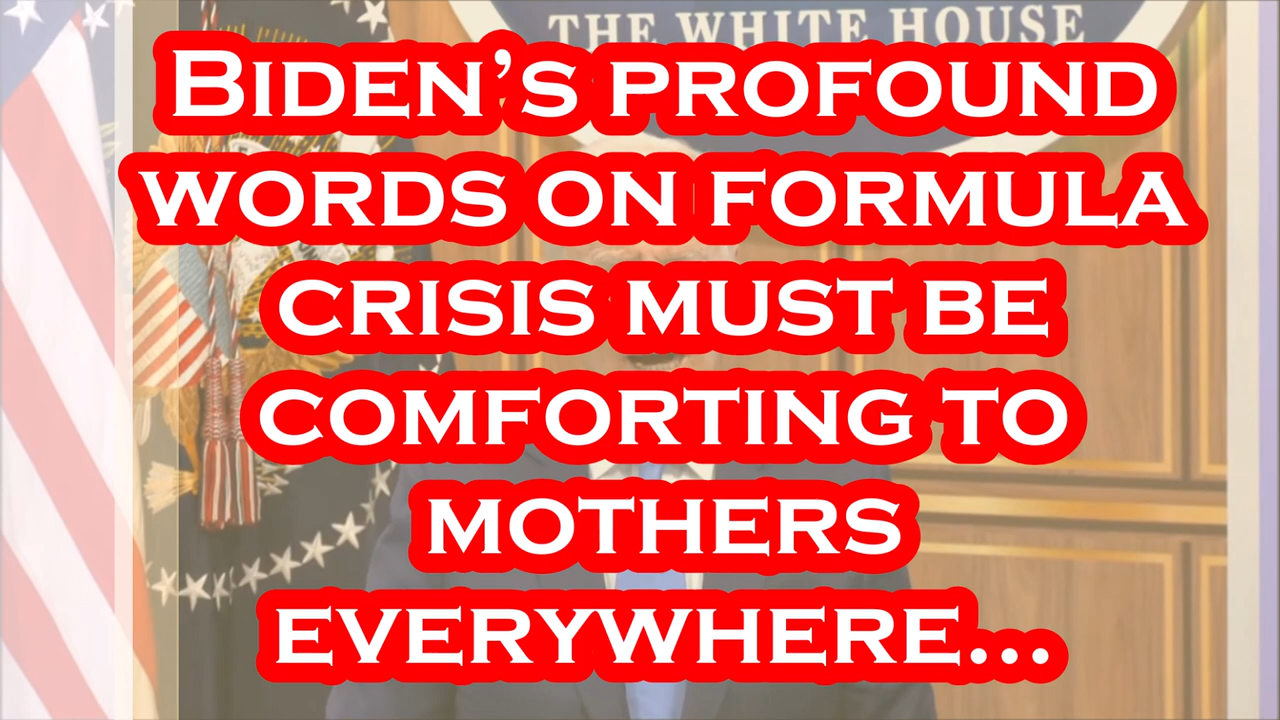 THE WHITE HOUSE
BIDEN'S PROFOUND
WORDS ON FORMULA
CRISIS MUST BE
COMFORTING TO
MOTHERS
EVERYWHERE...